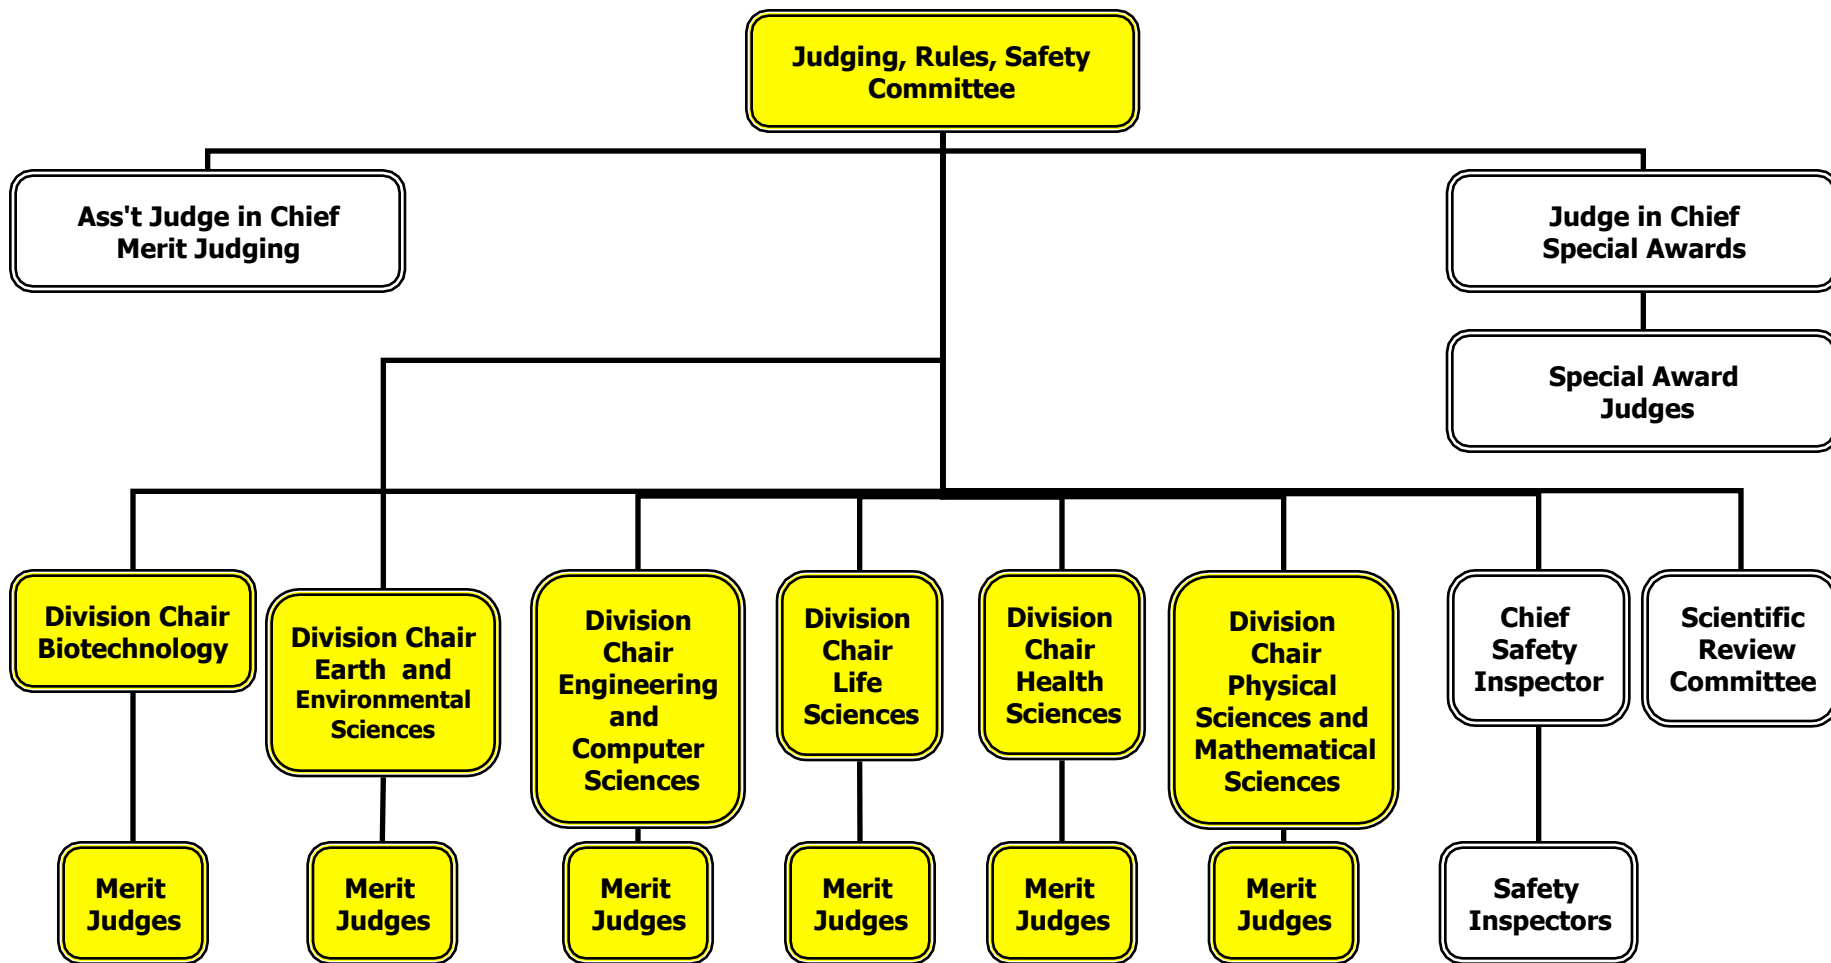 Judging, Rules, Safety
Committee
Ass't Judge in Chief
Merit Judging
Judge in Chief
Special Awards
Special Award
Judges
Division Chair
Biotechnology
Division Chair
Earth and
Environmental
Sciences
Division
Chair
Engineering
and
Computer
Sciences
Division
Chair
Life
Sciences
Division
Chair
Health
Sciences
Division
Chair
Physical
Sciences and
Mathematical
Sciences
Chief
Safety
Inspector
Scientific
Review
Committee
Merit
Judges
Merit
Judges
Merit
Judges
Merit
Judges
Merit
Judges
Merit
Judges
Safety
Inspectors